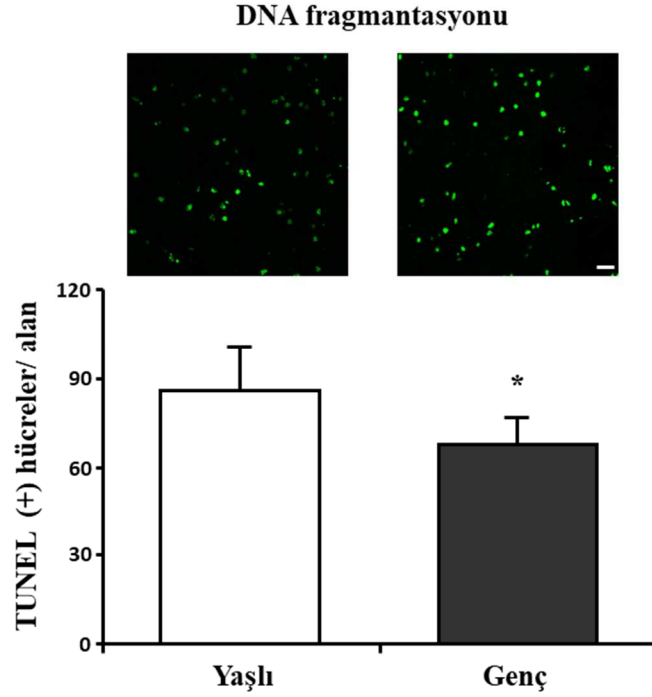 DNA fragmantasyonu
TUNEL (+) hücreler/ alan
120
90
60
30
0
*
Yaşlı
Genç